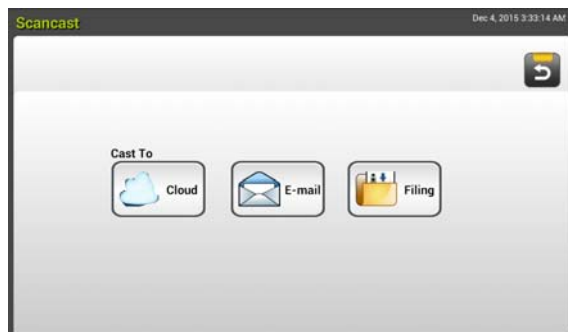 Scancast
Dec 4, 2015 3:33:14 AM
Cast To
Cloud
E-mail
Filing